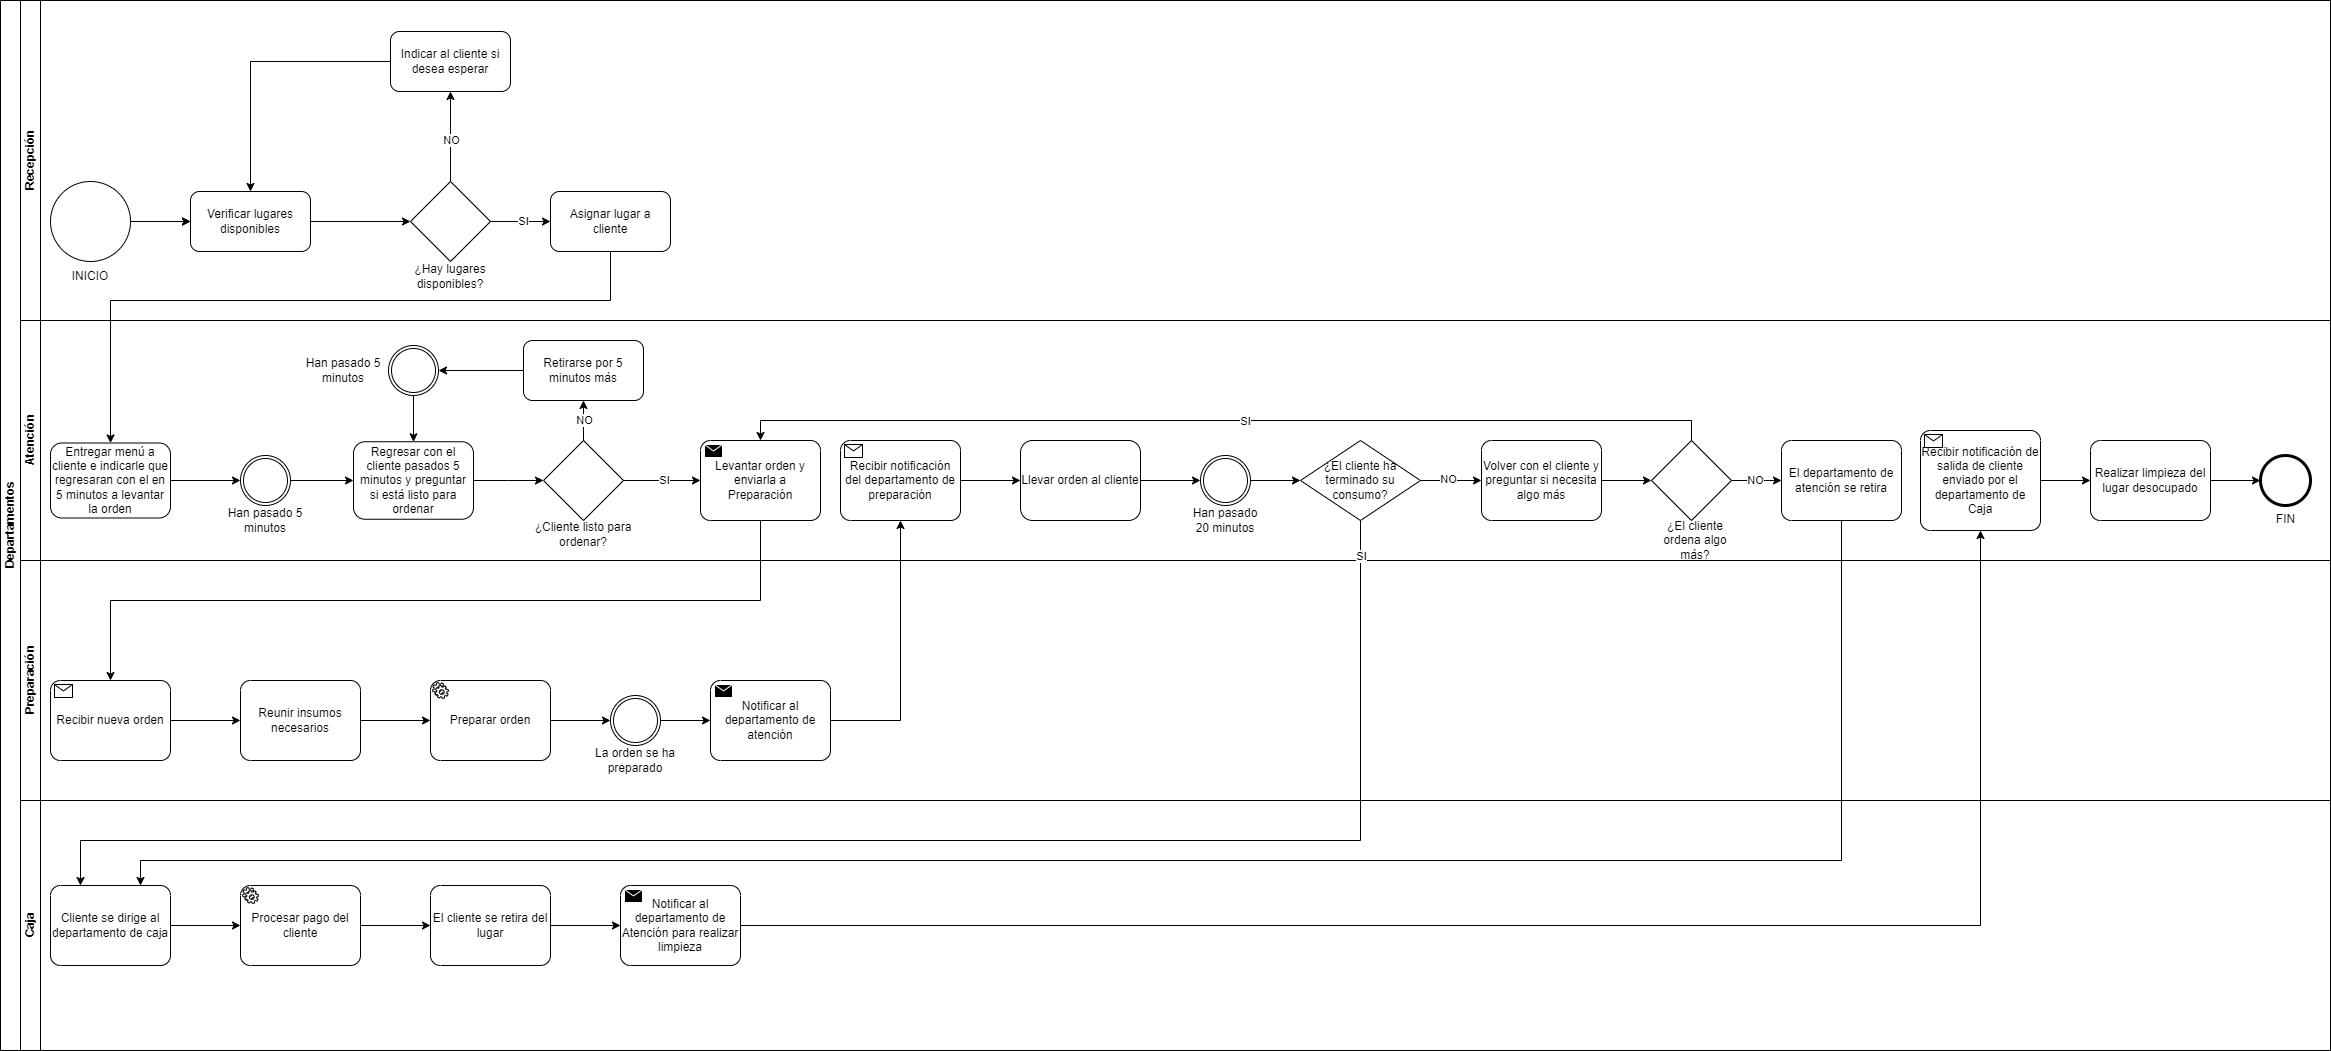 Departamentos
Recepción
Indicar al cliente si
desea esperar
NO
Verificar lugares
disponibles
SI
Asignar lugar a
cliente
INICIO
¿Hay lugares
disponibles?
Atención
Han pasado 5
minutos
Retirarse por 5
minutos más
NO
SI
Entregar menú a
cliente e indicarle que
regresaran con el en
5 minutos a levantar
la orden
Han pasado 5
minutos
Regresar con el
cliente pasados 5
minutos y preguntar
si está listo para
ordenar
¿Cliente listo para
ordenar?
SI
Levantar orden y
enviarla a
Preparación
Recibir notificación
del departamento de
preparación
Llevar orden al cliente
Han pasado
20 minutos
¿El cliente ha
terminado su
consumo?
NO
SI
Volver con el cliente y
preguntar si necesita
algo más
¿El cliente
ordena algo
más?
NO
El departamento de
atención se retira
Recibir notificación de
salida de cliente
enviado por el
departamento de
Caja
Realizar limpieza del
lugar desocupado
FIN
Preparación
Recibir nueva orden
Reunir insumos
necesarios
Preparar orden
La orden se ha
preparado
Notificar al
departamento de
atención
Caja
Cliente se dirige al
departamento de caja
Procesar pago del
cliente
El cliente se retira del
lugar
Notificar al
departamento de
Atención para realizar
limpieza